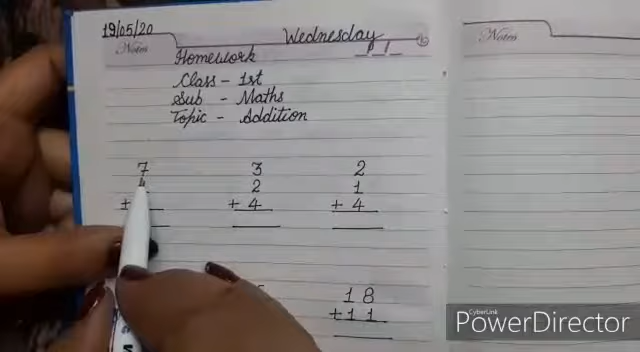 19/05/20 Wednesday
Notes Notes
Homework
Class - 1st
Sub - Maths
Topic - Addition
7 3 2
4 2 1
+ + 4 + 4
1 8
+ 1 1
CyberLink
PowerDirector